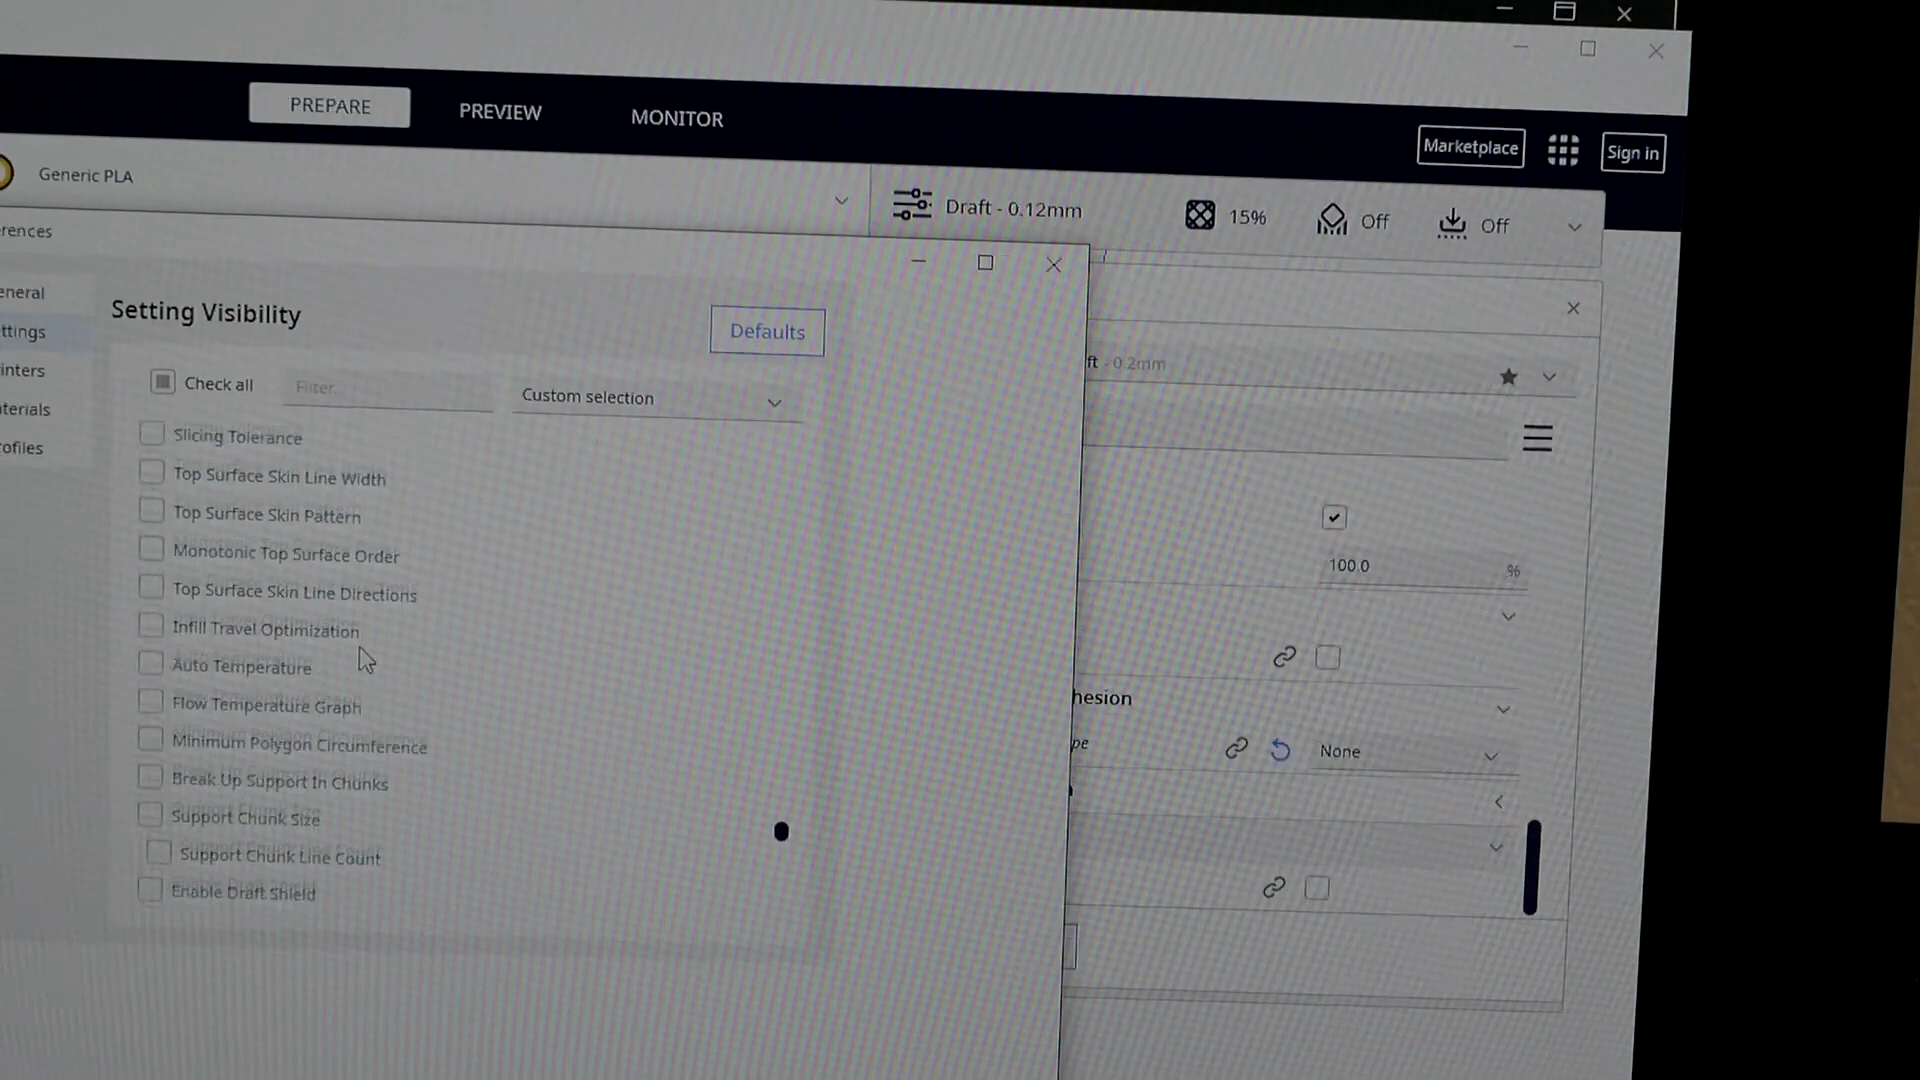 PREPARE
PREVIEW
MONITOR
Marketplace
Sign in
Generic PLA
Draft - 0.12mm
15%
Off
Off
erences
eneral
ttings
inters
terials
ofiles
Setting Visibility
Defaults
Check all
Filter...
Custom selection
Slicing Tolerance
Top Surface Skin Line Width
Top Surface Skin Pattern
Monotonic Top Surface Order
Top Surface Skin Line Directions
Infill Travel Optimization
Auto Temperature
Flow Temperature Graph
Minimum Polygon Circumference
Break Up Support In Chunks
Support Chunk Size
Support Chunk Line Count
Enable Draft Shield
ft - 0.2mm
100.0 %
hesion
pe
None